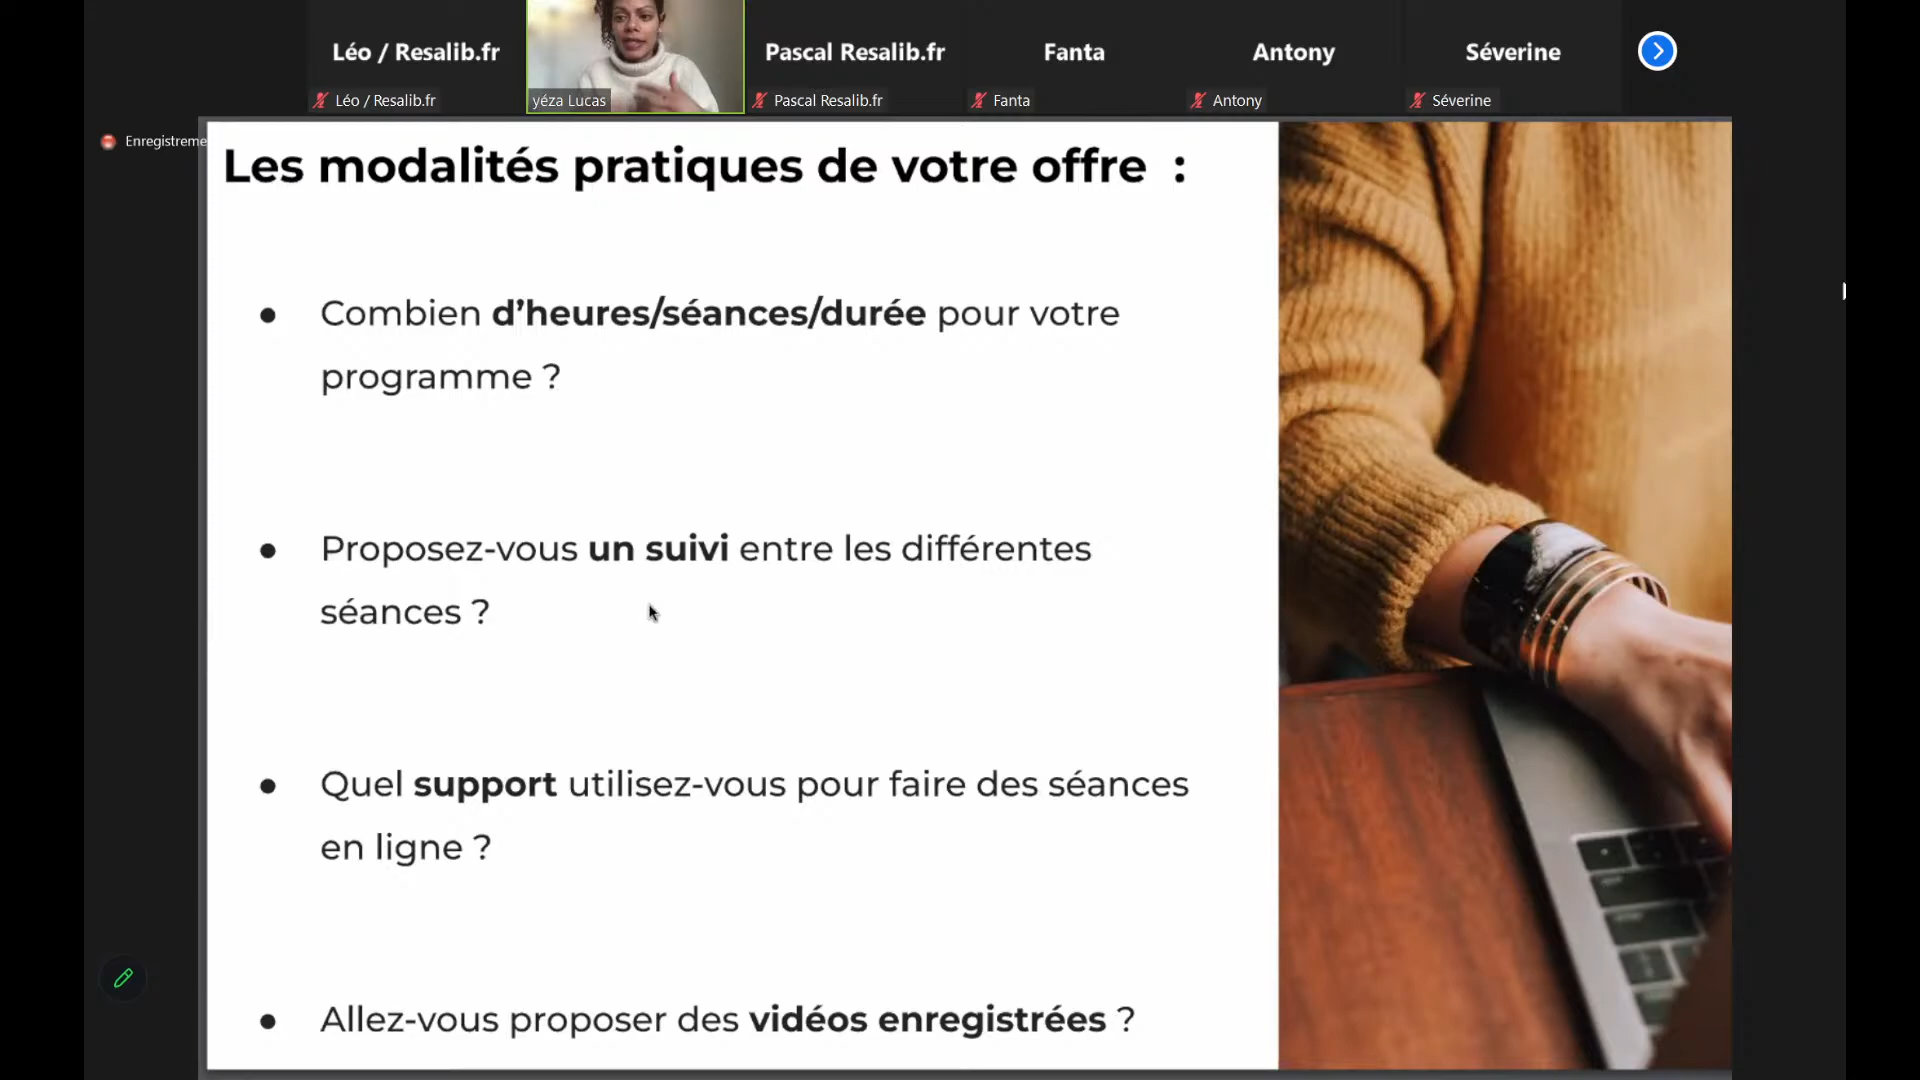 Léo / Resalib.fr
Pascal Resalib.fr
Fanta
Antony
Séverine
Léo / Resalib.fr
yéza Lucas
Pascal Resalib.fr
Fanta
Antony
Séverine
Enregistreme
Les modalités pratiques de votre offre :
● Combien d’heures/séances/durée pour votre
programme ?
● Proposez-vous un suivi entre les différentes
séances ?
● Quel support utilisez-vous pour faire des séances
en ligne ?
● Allez-vous proposer des vidéos enregistrées ?